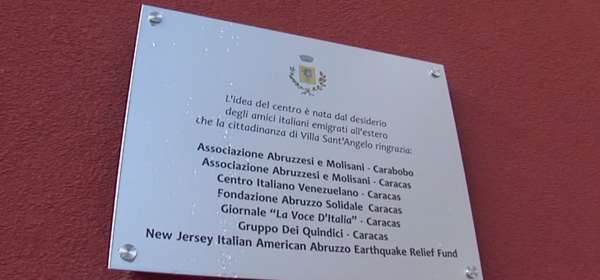 L'idea del centro è nata dal desiderio
degli amici italiani emigrati all'estero
che la cittadinanza di Villa Sant'Angelo ringrazia:
Associazione Abruzzesi e Molisani - Carabobo
Associazione Abruzzesi e Molisani - Caracas
Centro Italiano Venezuelano - Caracas
Fondazione Abruzzo Solidale Caracas
Giornale "La Voce D'Italia" - Caracas
Gruppo Dei Quindici - Caracas
New Jersey Italian American Abruzzo Earthquake Relief Fund